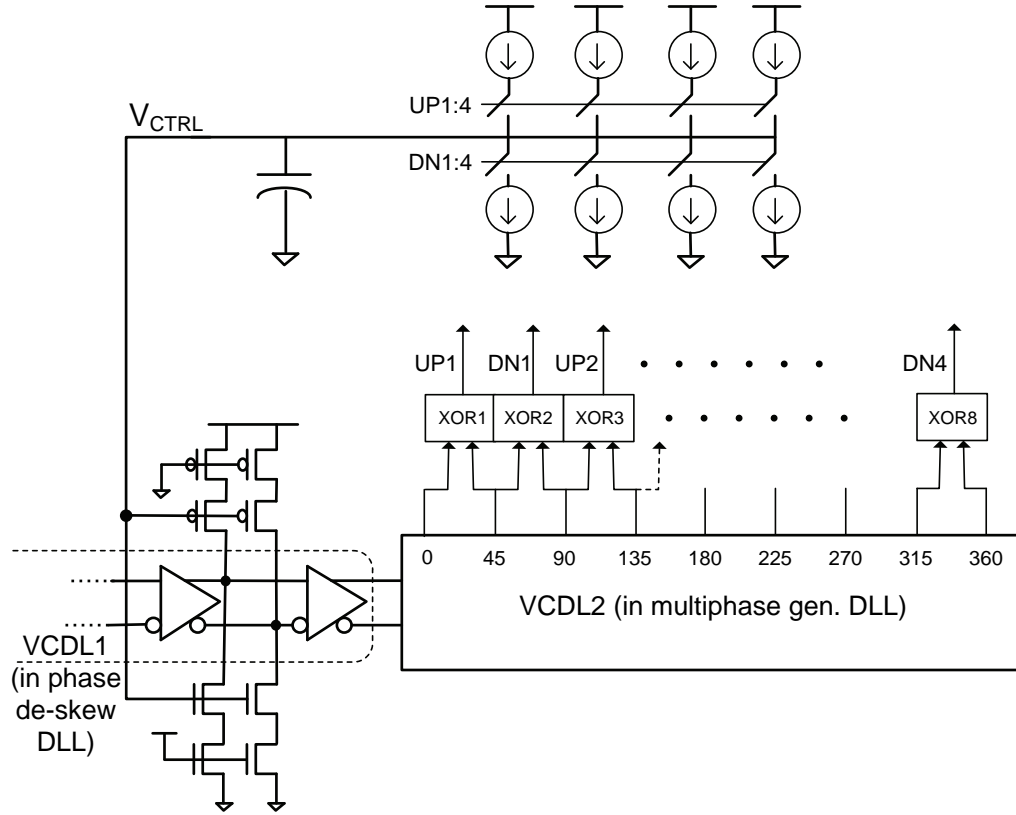 UP1:4
V_CTRL
DN1:4
UP1 DN1 UP2 DN4
XOR1 XOR2 XOR3 XOR8
0 45 90 135 180 225 270 315 360
VCDL2 (in multiphase gen. DLL)
VCDL1
(in phase
de-skew
DLL)